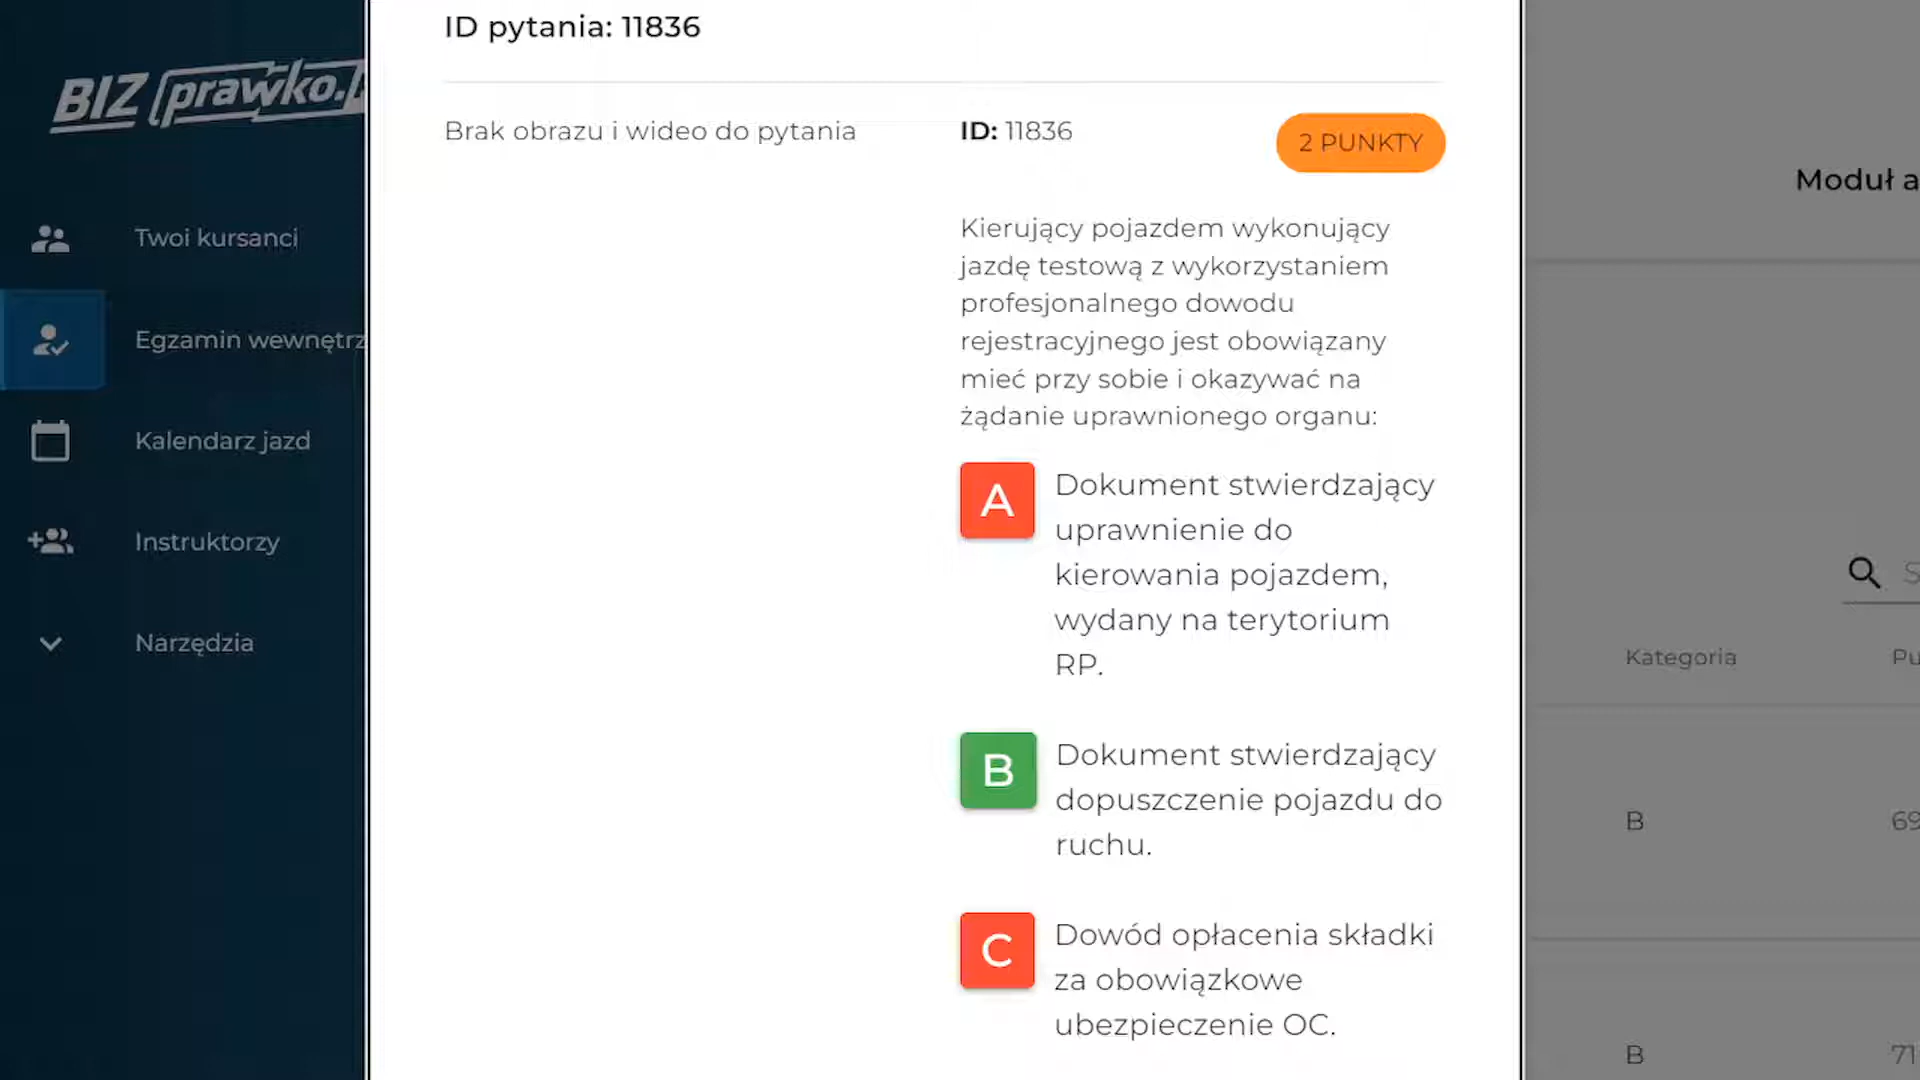 ID pytania: 11836
BIZ prawko.
Brak obrazu i wideo do pytania
ID: 11836
2 PUNKTY
Moduł a
Twoi kursanci
Egzamin wewnętrz
Kalendarz jazd
Instruktorzy
Narzędzia
Kierujący pojazdem wykonujący
jazdę testową z wykorzystaniem
profesjonalnego dowodu
rejestracyjnego jest obowiązany
mieć przy sobie i okazywać na
żądanie uprawnionego organu:
A Dokument stwierdzający
uprawnienie do
kierowania pojazdem,
wydany na terytorium
RP.
B Dokument stwierdzający
dopuszczenie pojazdu do
ruchu.
C Dowód opłacenia składki
za obowiązkowe
ubezpieczenie OC.
S
Kategoria
Pu
B
69
B
71